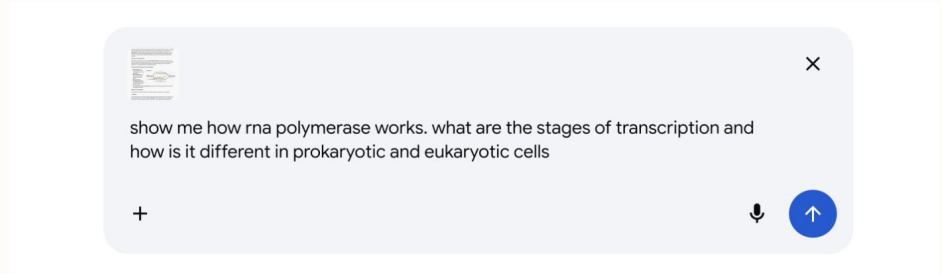 show me how rna polymerase works. what are the stages of transcription and
how is it different in prokaryotic and eukaryotic cells